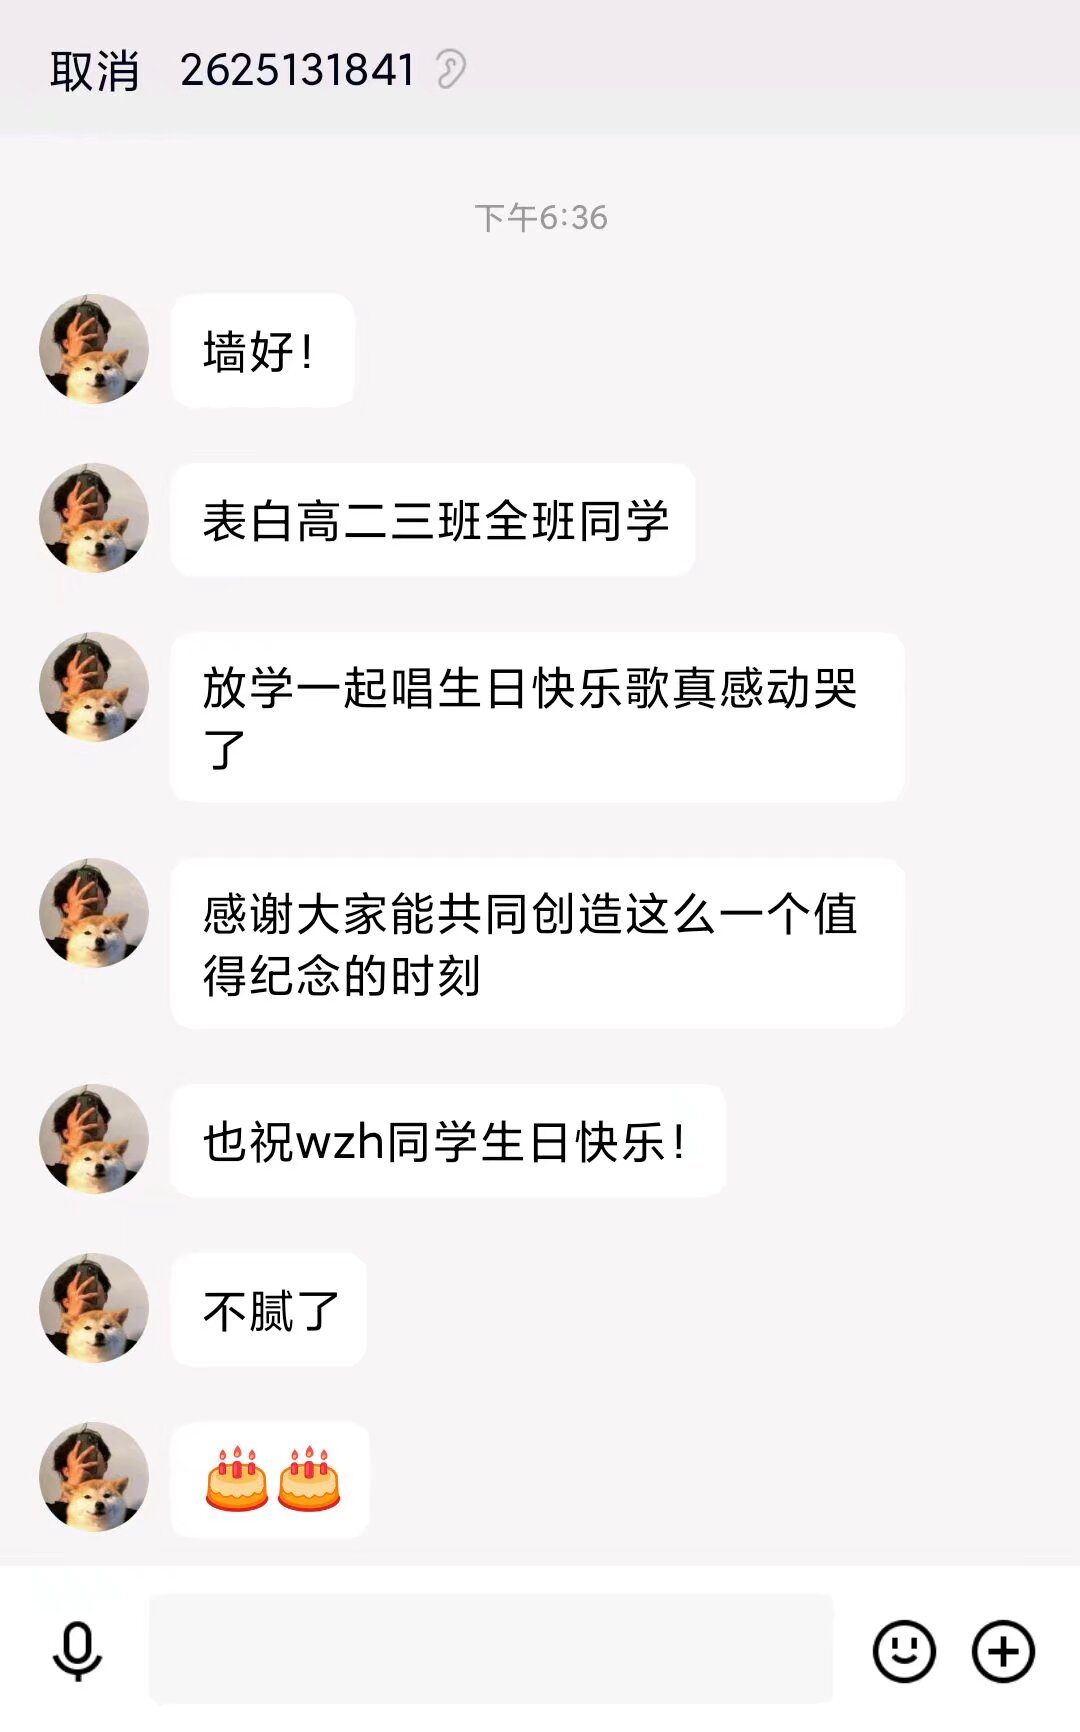 取消 2625131841
下午6:36
墙好!
表白高二三班全班同学
放学一起唱生日快乐歌真感动哭
了
感谢大家能共同创造这么一个值
得纪念的时刻
也祝wzh同学生日快乐!
不腻了